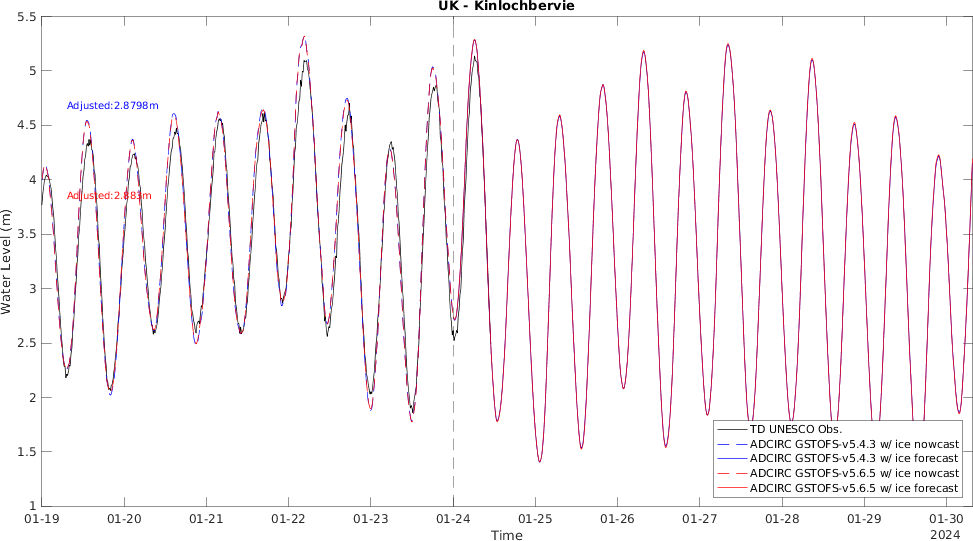 UK - Kinlochbervie
5.5
5
4.5
4
3.5
3
2.5
2
1.5
1
Water Level (m)
Adjusted:2.8798m
Adjusted:2.883m
TD UNESCO Obs.
ADCIRC GSTOFS-v5.4.3 w/ ice nowcast
ADCIRC GSTOFS-v5.4.3 w/ ice forecast
ADCIRC GSTOFS-v5.6.5 w/ ice nowcast
ADCIRC GSTOFS-v5.6.5 w/ ice forecast
01-19 01-20 01-21 01-22 01-23 01-24 01-25 01-26 01-27 01-28 01-29 01-30
Time
2024